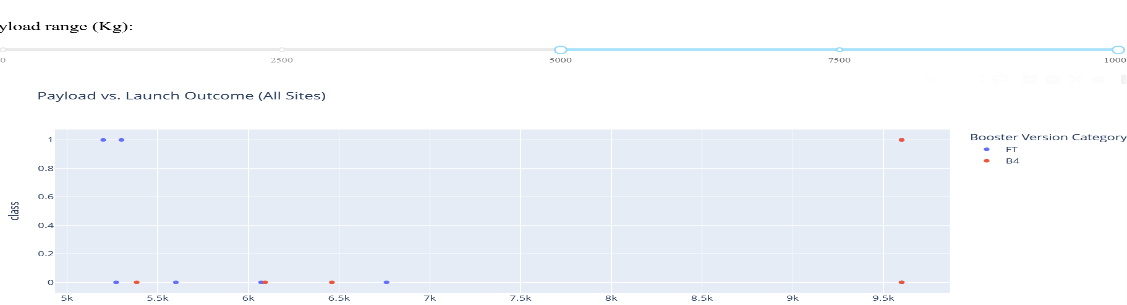 yload range (Kg):
0 2500 5000 7500 1000
Payload vs. Launch Outcome (All Sites)
Booster Version Category
FT
B4
class
1
0.8
0.6
0.4
0.2
0
5k 5.5k 6k 6.5k 7k 7.5k 8k 8.5k 9k 9.5k